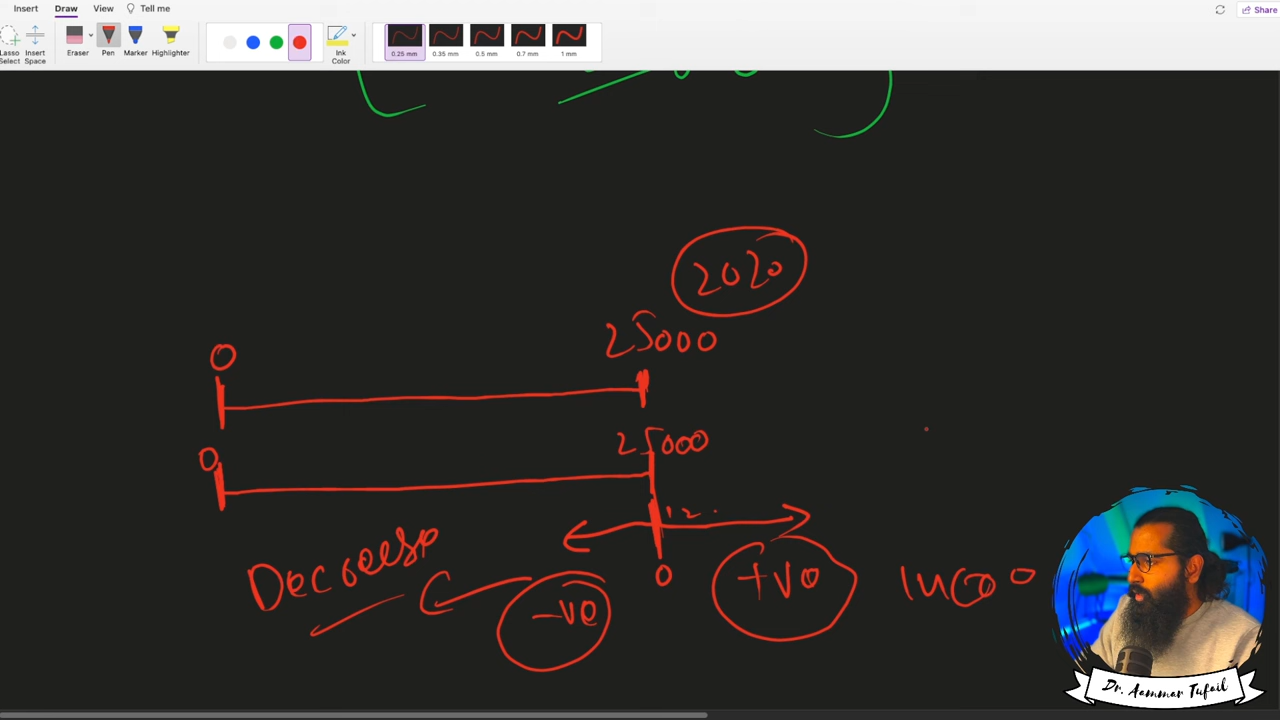 Insert Draw View Tell me
Share
Lasso Select
Insert Space
Eraser
Pen
Marker
Highlighter
Ink Color
0.25 mm
0.35 mm
0.5 mm
0.7 mm
1 mm
2020
0
25000
0
25000
12.
0
Decrease
-ve
+ve
Dr. Aammar Tufail